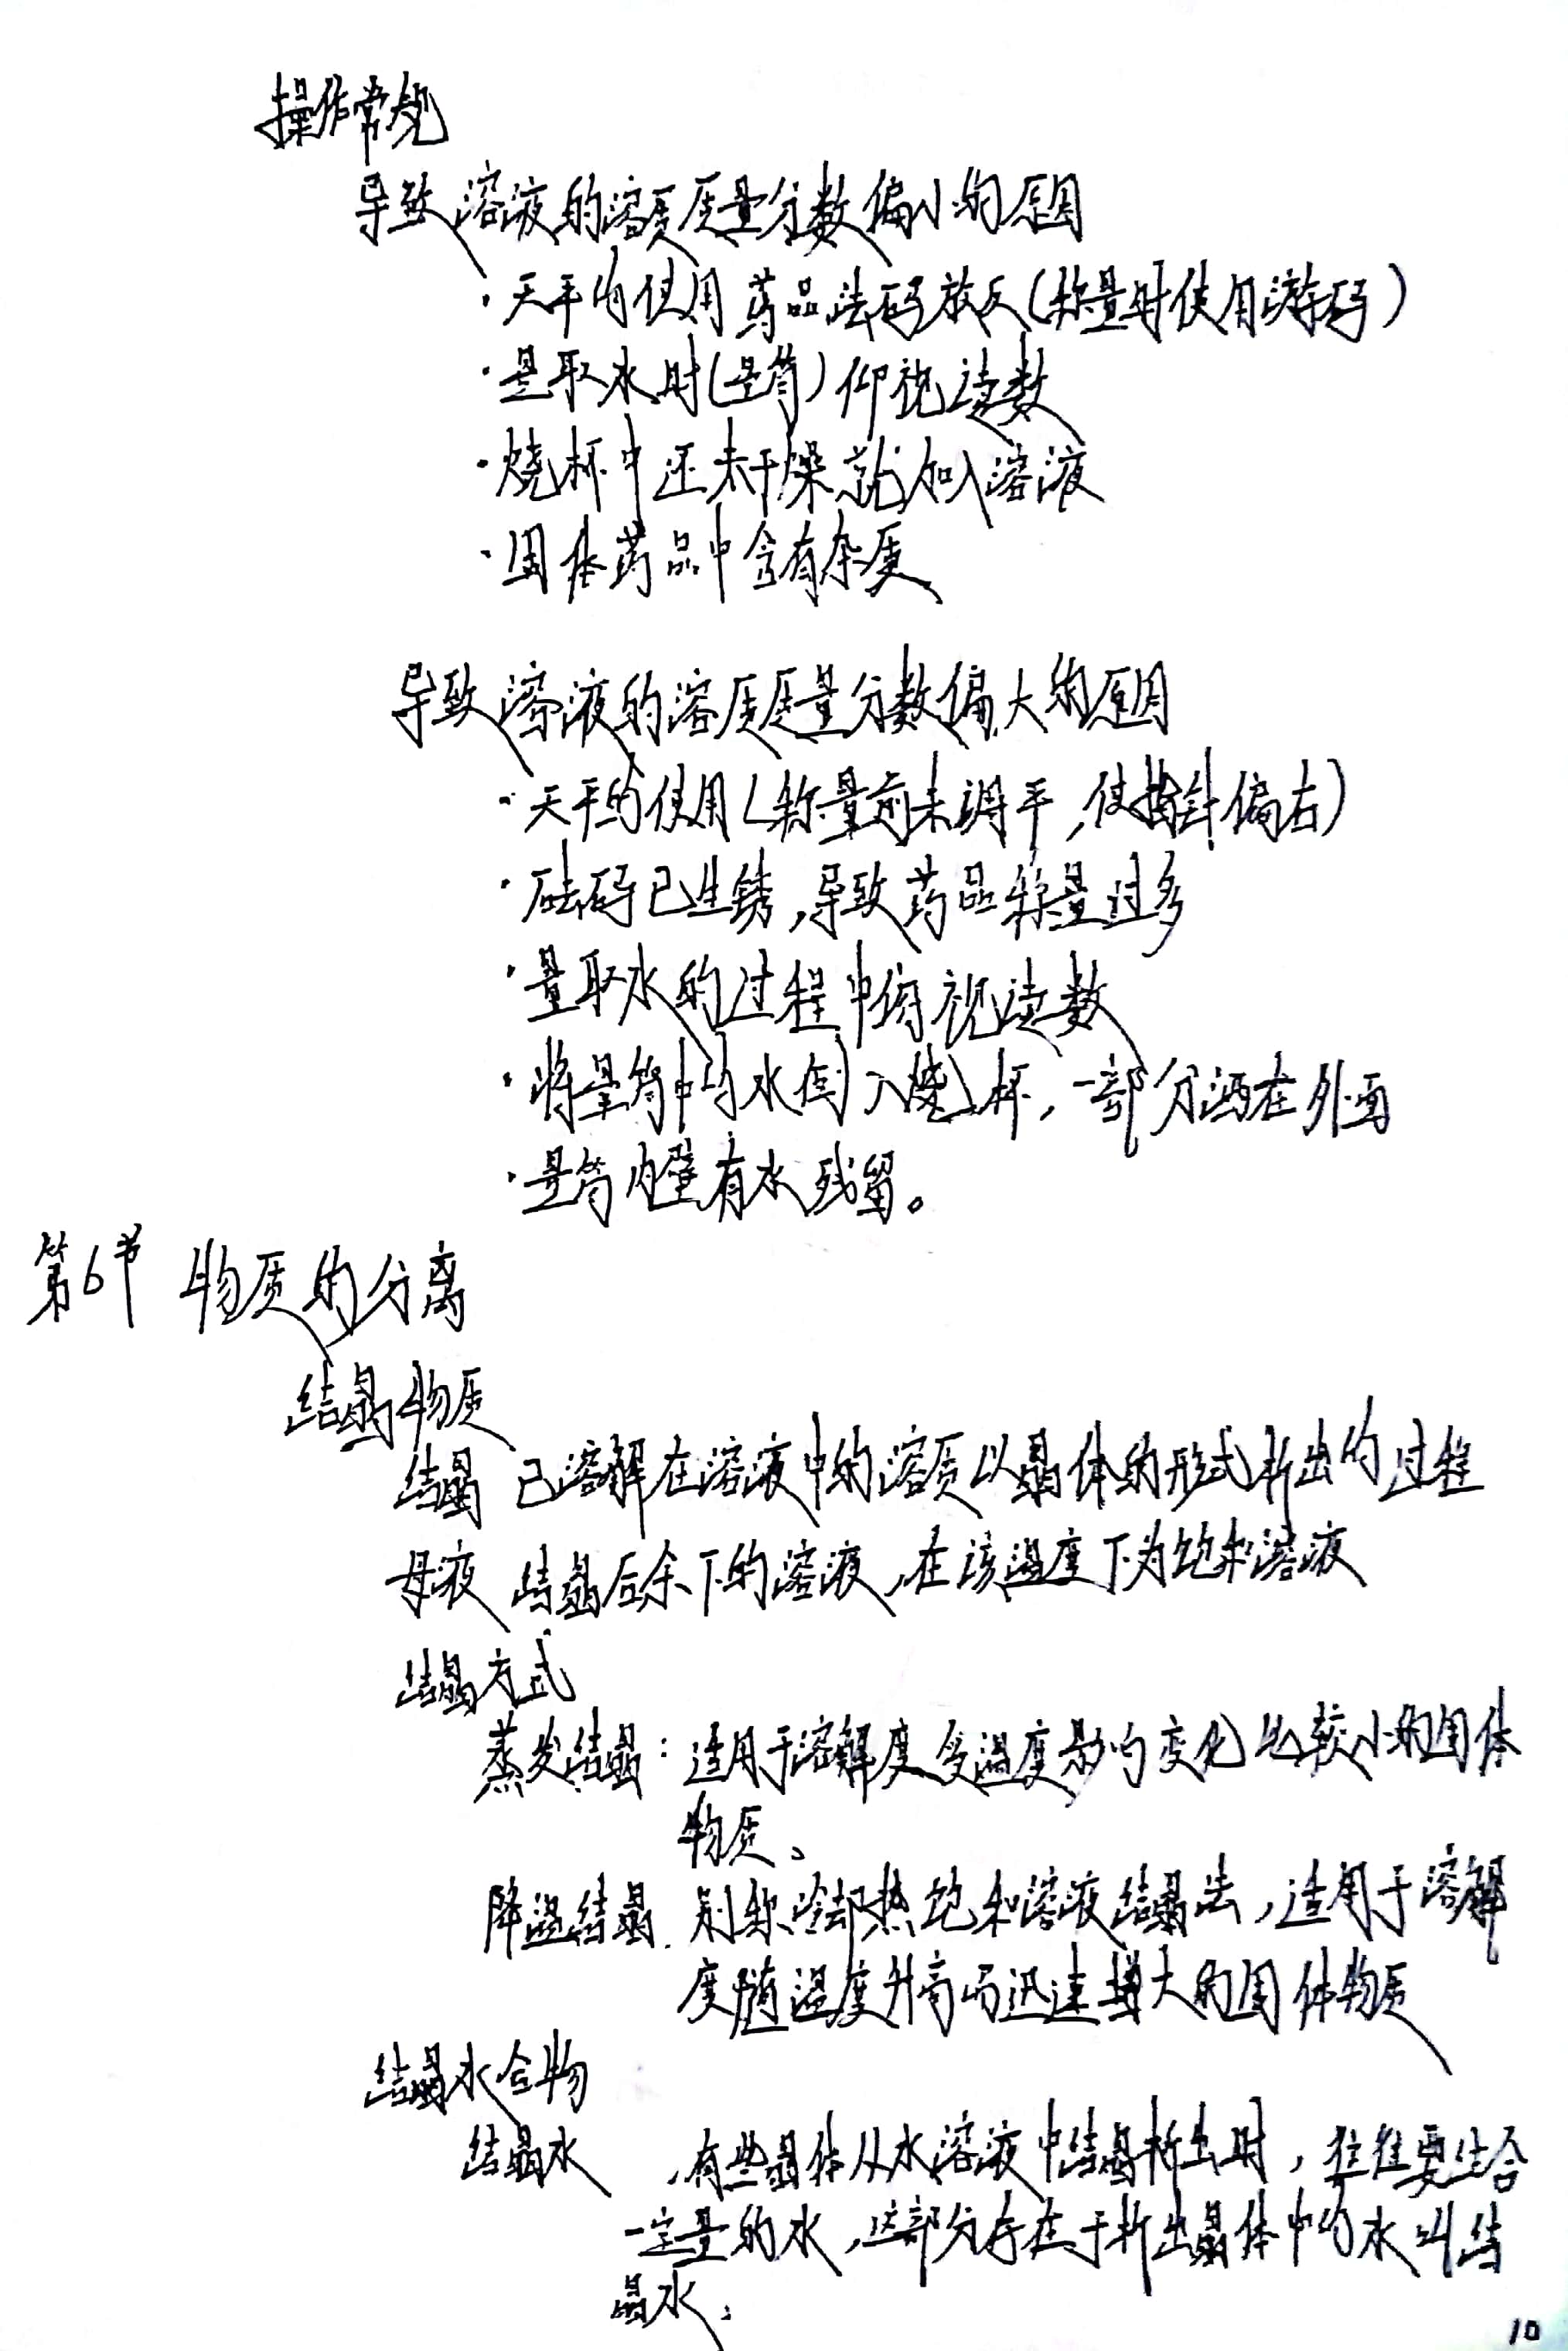 操作常规
导致溶液的溶质质量分数偏小的原因
·天平的使用药品砝码放反(称量时使用游码)
·量取水时(量筒)仰视读数
·烧杯中还未干燥就加入溶液
·固体药品中含有杂质
导致溶液的溶质质量分数偏大的原因
·天平的使用(称量前未调平,使指针偏右)
·砝码已生锈,导致药品称量过多
·量取水的过程中俯视读数
·将量筒中的水倒入烧杯,一部分洒在外面
·量筒内壁有水残留。
第6节 物质的分离
结晶物质
结晶 已溶解在溶液中的溶质以晶体的形式析出的过程
母液 结晶后余下的溶液,在该温度下为饱和溶液
结晶方式
蒸发结晶:适用于溶解度受温度影响变化比较小的固体
物质。
降温结晶.别称冷却热饱和溶液结晶法,适用于溶解
度随温度升高而迅速增大的固体物质
结晶水合物
结晶水 ,有些晶体从水溶液中结晶析出时,往往要结合
一定量的水,这部分存在于析出晶体中的水叫结
晶水.
10